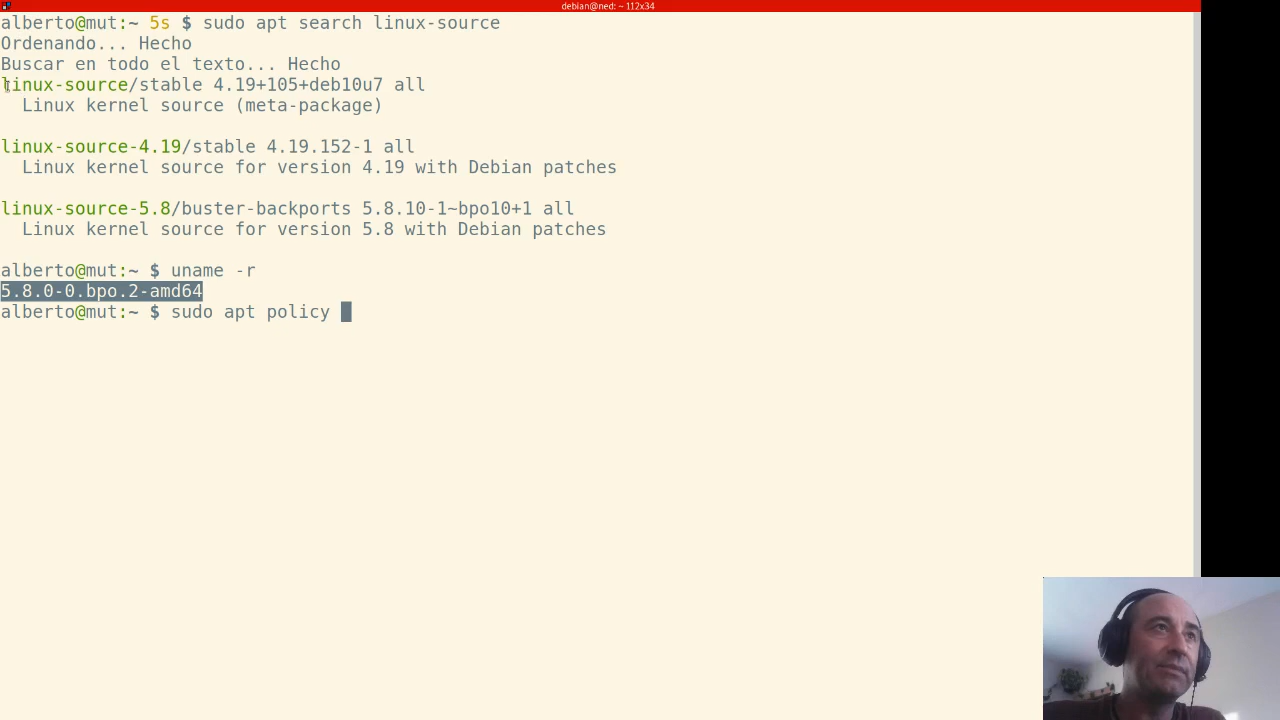 debian@ned: ~ 112x34
alberto@mut:~ 5s $ sudo apt search linux-source
Ordenando... Hecho
Buscar en todo el texto... Hecho
linux-source/stable 4.19+105+deb10u7 all
  Linux kernel source (meta-package)

linux-source-4.19/stable 4.19.152-1 all
  Linux kernel source for version 4.19 with Debian patches

linux-source-5.8/buster-backports 5.8.10-1~bpo10+1 all
  Linux kernel source for version 5.8 with Debian patches

alberto@mut:~ $ uname -r
5.8.0-0.bpo.2-amd64
alberto@mut:~ $ sudo apt policy